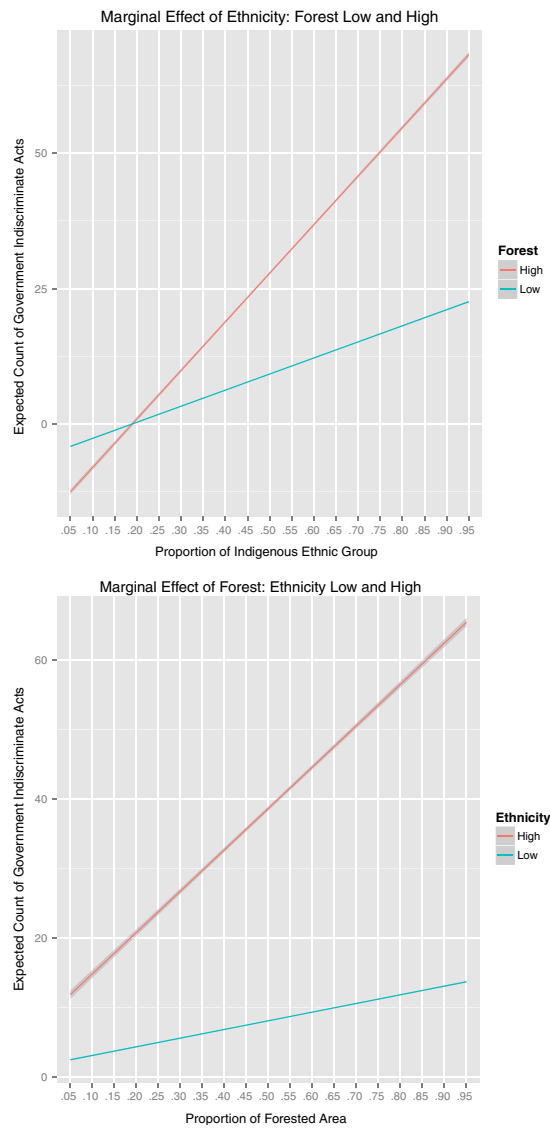 Marginal Effect of Ethnicity: Forest Low and High
Expected Count of Government Indiscriminate Acts
50
25
0
.05 .10 .15 .20 .25 .30 .35 .40 .45 .50 .55 .60 .65 .70 .75 .80 .85 .90 .95
Proportion of Indigenous Ethnic Group
Forest
High
Low
Marginal Effect of Forest: Ethnicity Low and High
Expected Count of Government Indiscriminate Acts
60
40
20
0
.05 .10 .15 .20 .25 .30 .35 .40 .45 .50 .55 .60 .65 .70 .75 .80 .85 .90 .95
Proportion of Forested Area
Ethnicity
High
Low